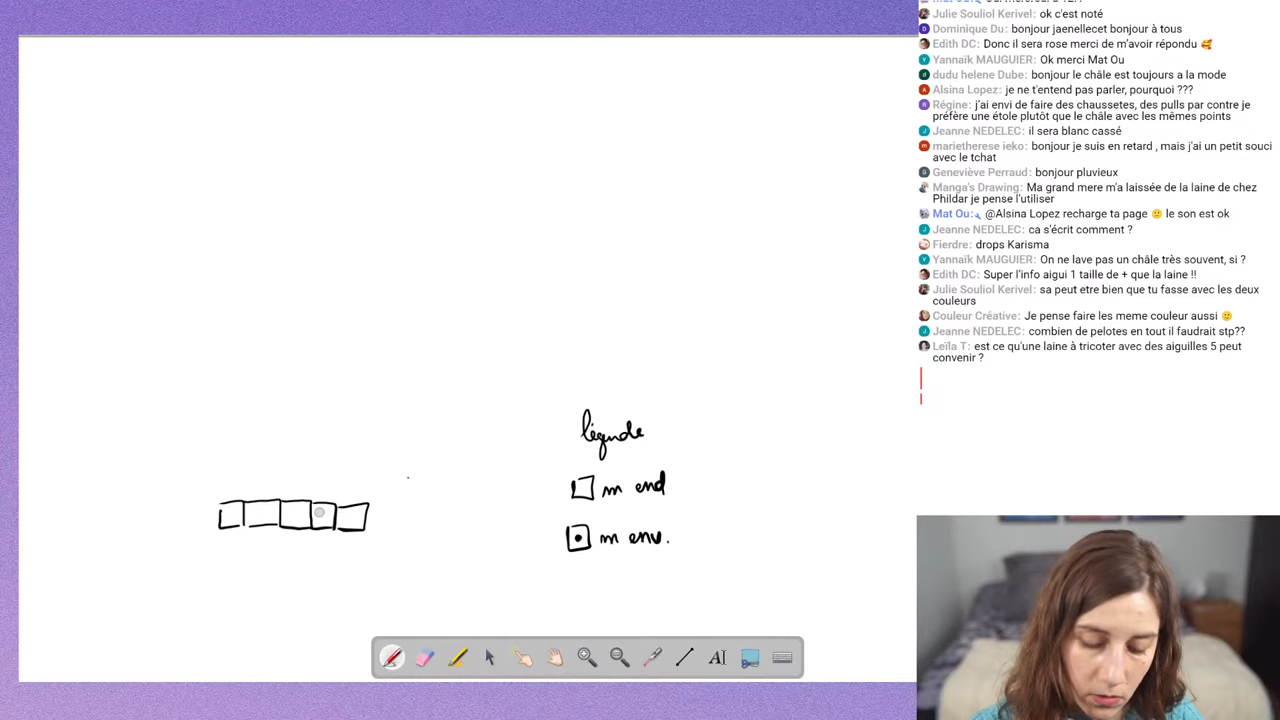 légende
m end
m env.
Julie Souliol Kerivel: ok c'est noté
Dominique Du: bonjour jaenellecet bonjour à tous
Edith DC: Donc il sera rose merci de m'avoir répondu 🥰
Yannaïk MAUGUIER: Ok merci Mat Ou
dudu helene Dube: bonjour le châle est toujours a la mode
Alsina Lopez: je ne t'entend pas parler, pourquoi ???
Régine: j'ai envi de faire des chaussetes, des pulls par contre je
préfère une étole plutôt que le châle avec les mêmes points
Jeanne NEDELEC: il sera blanc cassé
marietherese ieko: bonjour je suis en retard , mais j'ai un petit souci
avec le tchat
Geneviève Perraud: bonjour pluvieux
Manga's Drawing: Ma grand mere m'a laissée de la laine de chez
Phildar je pense l'utiliser
Mat Ou: @Alsina Lopez recharge ta page 🙂 le son est ok
Jeanne NEDELEC: ca s'écrit comment ?
Fierdre: drops Karisma
Yannaïk MAUGUIER: On ne lave pas un châle très souvent, si ?
Edith DC: Super l'info aigui 1 taille de + que la laine !!
Julie Souliol Kerivel: sa peut etre bien que tu fasse avec les deux
couleurs
Couleur Créative: Je pense faire les meme couleur aussi 🙂
Jeanne NEDELEC: combien de pelotes en tout il faudrait stp??
Leïla T: est ce qu'une laine à tricoter avec des aiguilles 5 peut
convenir ?